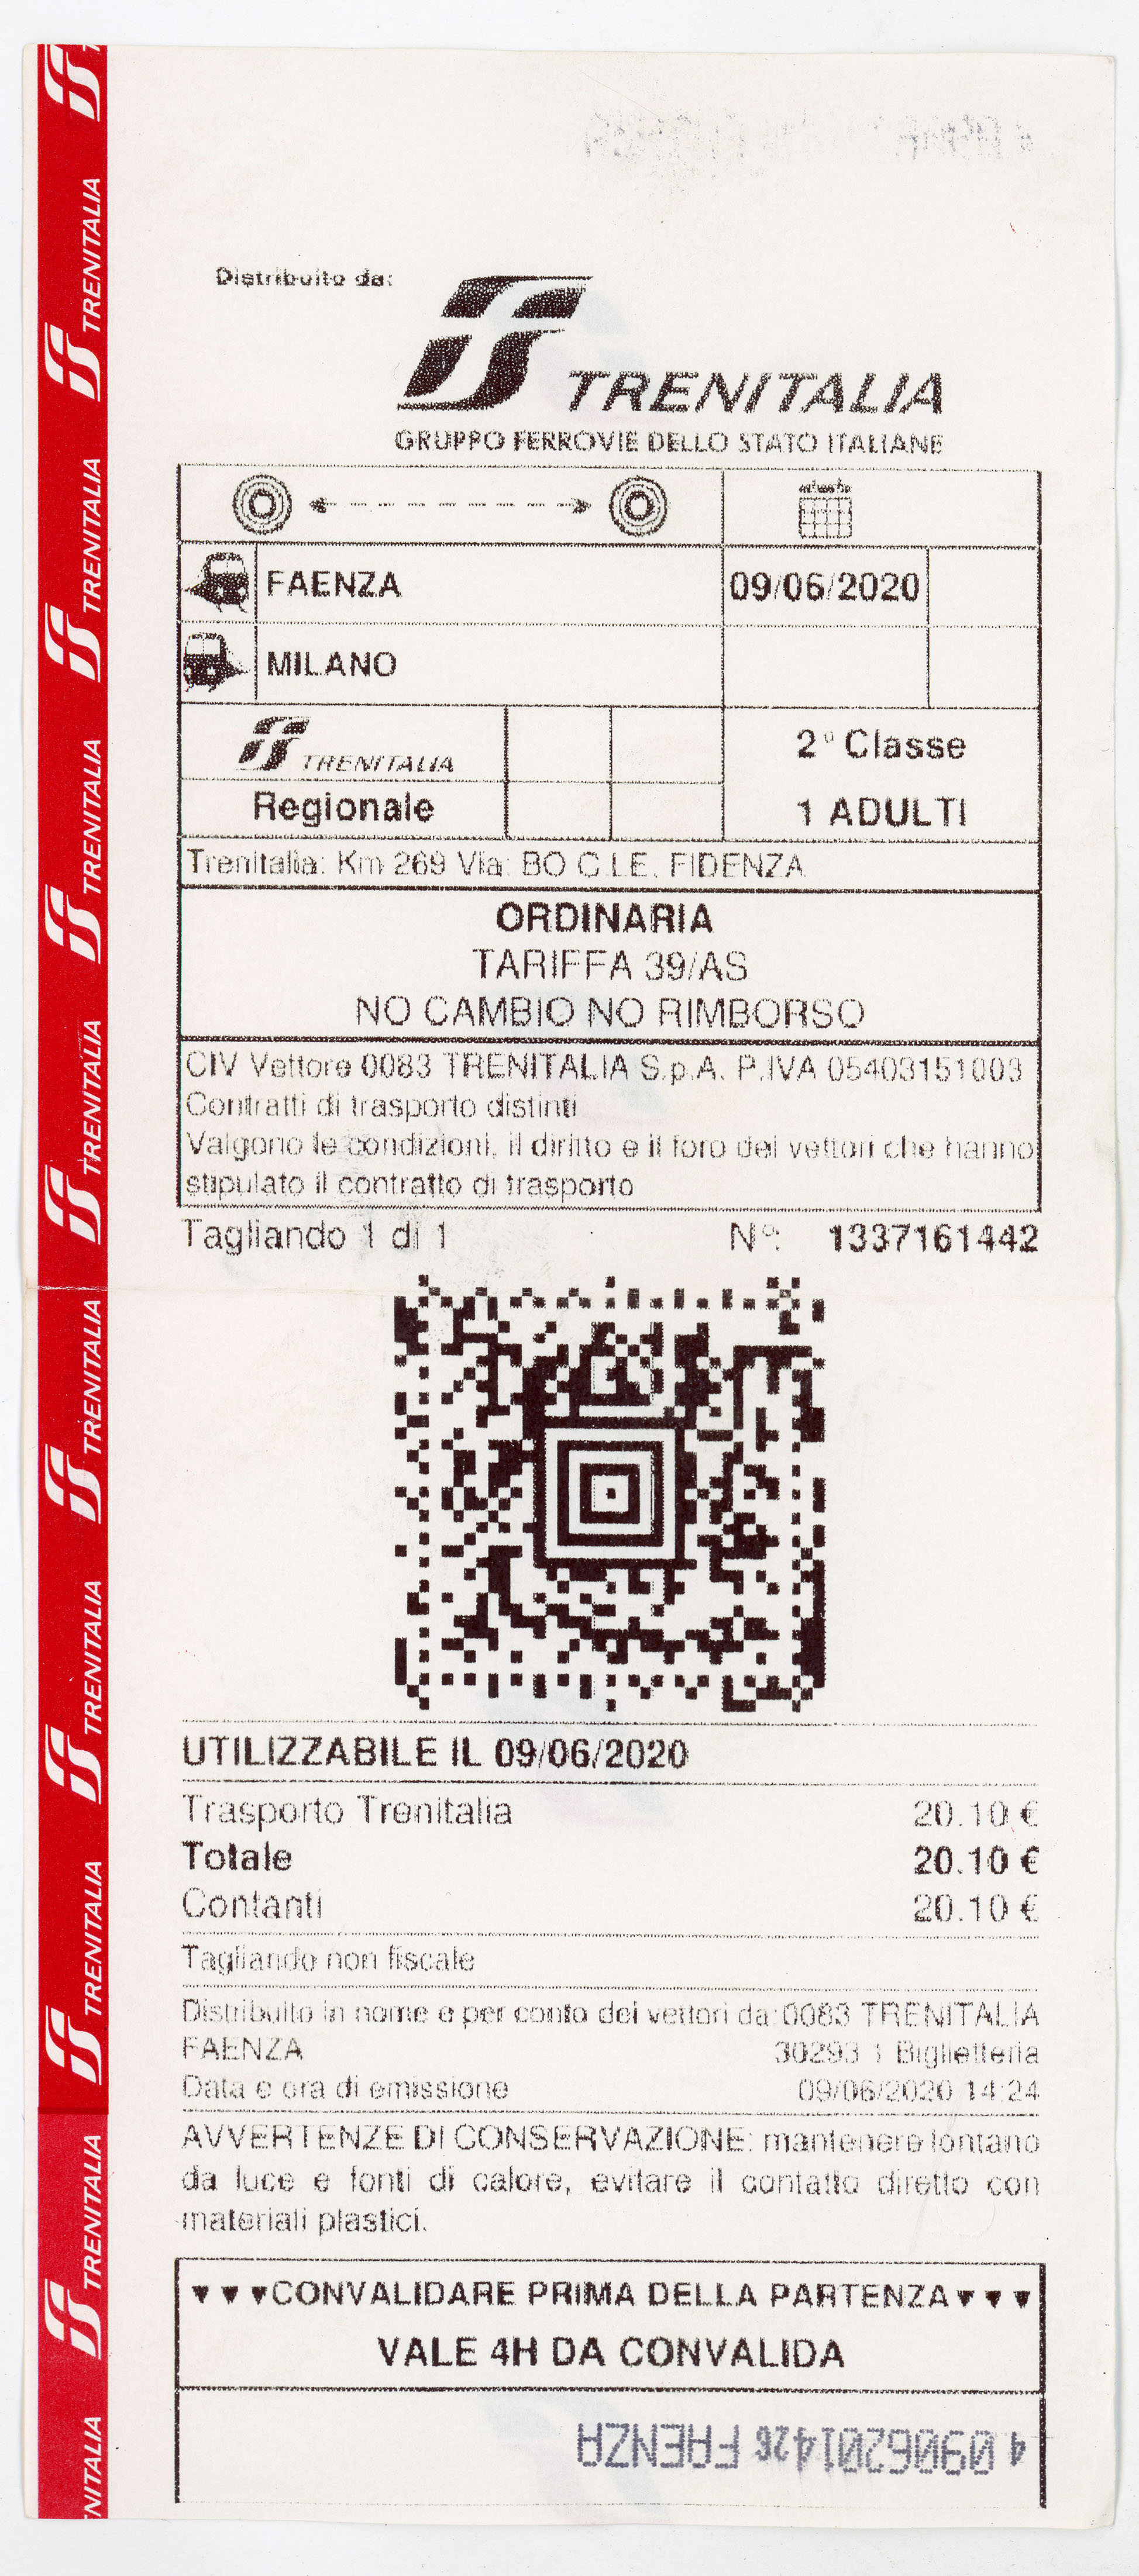 Distribuito da:
TRENITALIA
GRUPPO FERROVIE DELLO STATO ITALIANE
FAENZA 09/06/2020
MILANO
TRENITALIA 2° Classe
Regionale 1 ADULTI
Trenitalia: Km 269 Via: BO C.LE. FIDENZA
ORDINARIA
TARIFFA 39/AS
NO CAMBIO NO RIMBORSO
CIV Vettore 0083 TRENITALIA S.p.A. P.IVA 05403151003
Contratti di trasporto distinti
Valgono le condizioni, il diritto e il foro dei vettori che hanno
stipulato il contratto di trasporto
Tagliando 1 di 1 N°: 1337161442
UTILIZZABILE IL 09/06/2020
Trasporto Trenitalia 20.10 €
Totale 20.10 €
Contanti 20.10 €
Tagliando non fiscale
Distribuito in nome e per conto dei vettori da:0083 TRENITALIA
FAENZA 30293 1 Biglietteria
Data e ora di emissione 09/06/2020 14:24
AVVERTENZE DI CONSERVAZIONE: mantenere lontano
da luce e fonti di calore, evitare il contatto diretto con
materiali plastici.
CONVALIDARE PRIMA DELLA PARTENZA
VALE 4H DA CONVALIDA
4 0906201426 FAENZA
TRENITALIA
TRENITALIA
TRENITALIA
TRENITALIA
TRENITALIA
TRENITALIA
TRENITALIA
TRENITALIA
NITALIA